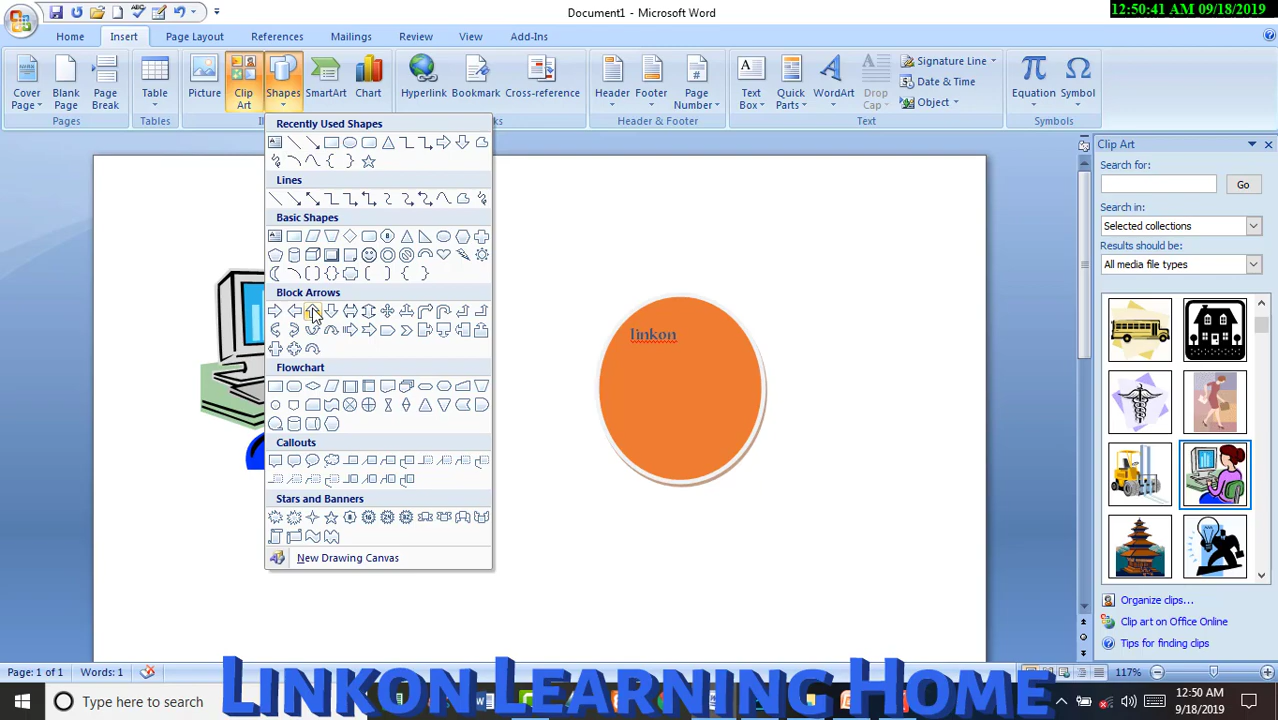 12:50:41 AM 09/18/2019
Document1 - Microsoft Word
Home Insert Page Layout References Mailings Review View Add-Ins
Cover Page
Blank Page
Page Break
Pages
Table
Tables
Picture
Clip Art
Shapes
SmartArt
Chart
Hyperlink
Bookmark
Cross-reference
Header
Footer
Page Number
Header & Footer
Text Box
Quick Parts
WordArt
Drop Cap
Signature Line
Date & Time
Object
Text
Equation
Symbol
Symbols
Recently Used Shapes
Lines
Basic Shapes
Block Arrows
Flowchart
Callouts
Stars and Banners
New Drawing Canvas
linkon
Clip Art
Search for:
Go
Search in:
Selected collections
Results should be:
All media file types
Organize clips...
Clip art on Office Online
Tips for finding clips
Page: 1 of 1 Words: 1
117%
Linkon Learning Home
Type here to search
12:50 AM
9/18/2019